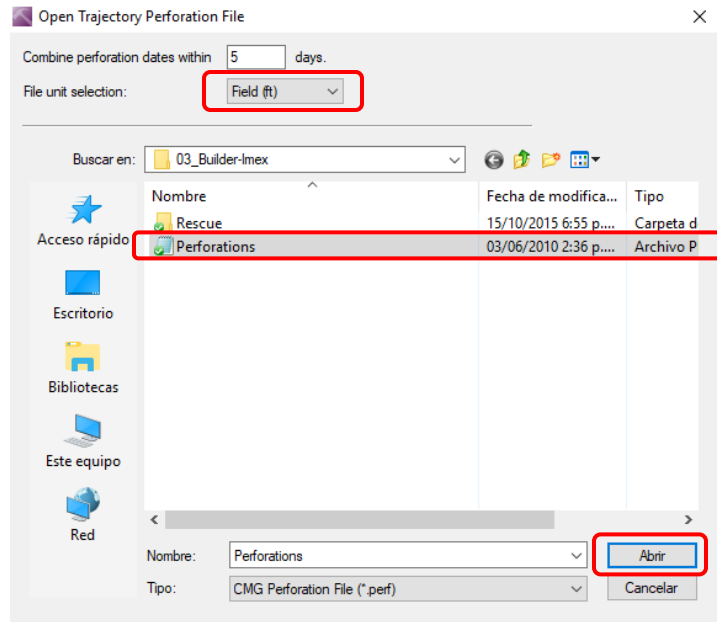 Open Trajectory Perforation File
Combine perforation dates within 5 days.
File unit selection: Field (ft)
Buscar en: 03_Builder-Imex
Nombre Fecha de modifica... Tipo
Rescue 15/10/2015 6:55 p.... Carpeta d
Perforations 03/06/2010 2:36 p.... Archivo P
Acceso rápido
Escritorio
Bibliotecas
Este equipo
Red
Nombre: Perforations Abrir
Tipo: CMG Perforation File (*.perf) Cancelar